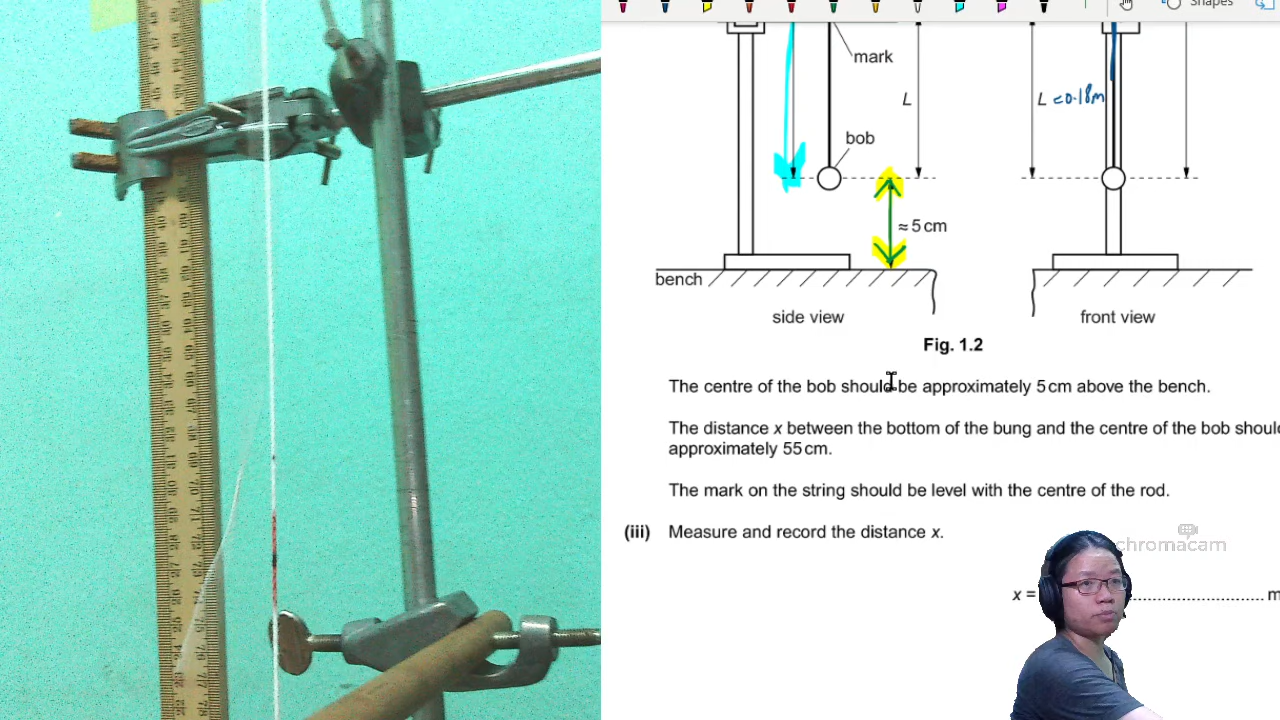 Shapes
mark
L
L = 0.18m
bob
≈ 5 cm
bench
side view
front view
Fig. 1.2
The centre of the bob should be approximately 5 cm above the bench.
The distance x between the bottom of the bung and the centre of the bob should
approximately 55 cm.
The mark on the string should be level with the centre of the rod.
(iii) Measure and record the distance x.
chromacam
x = .......................... m